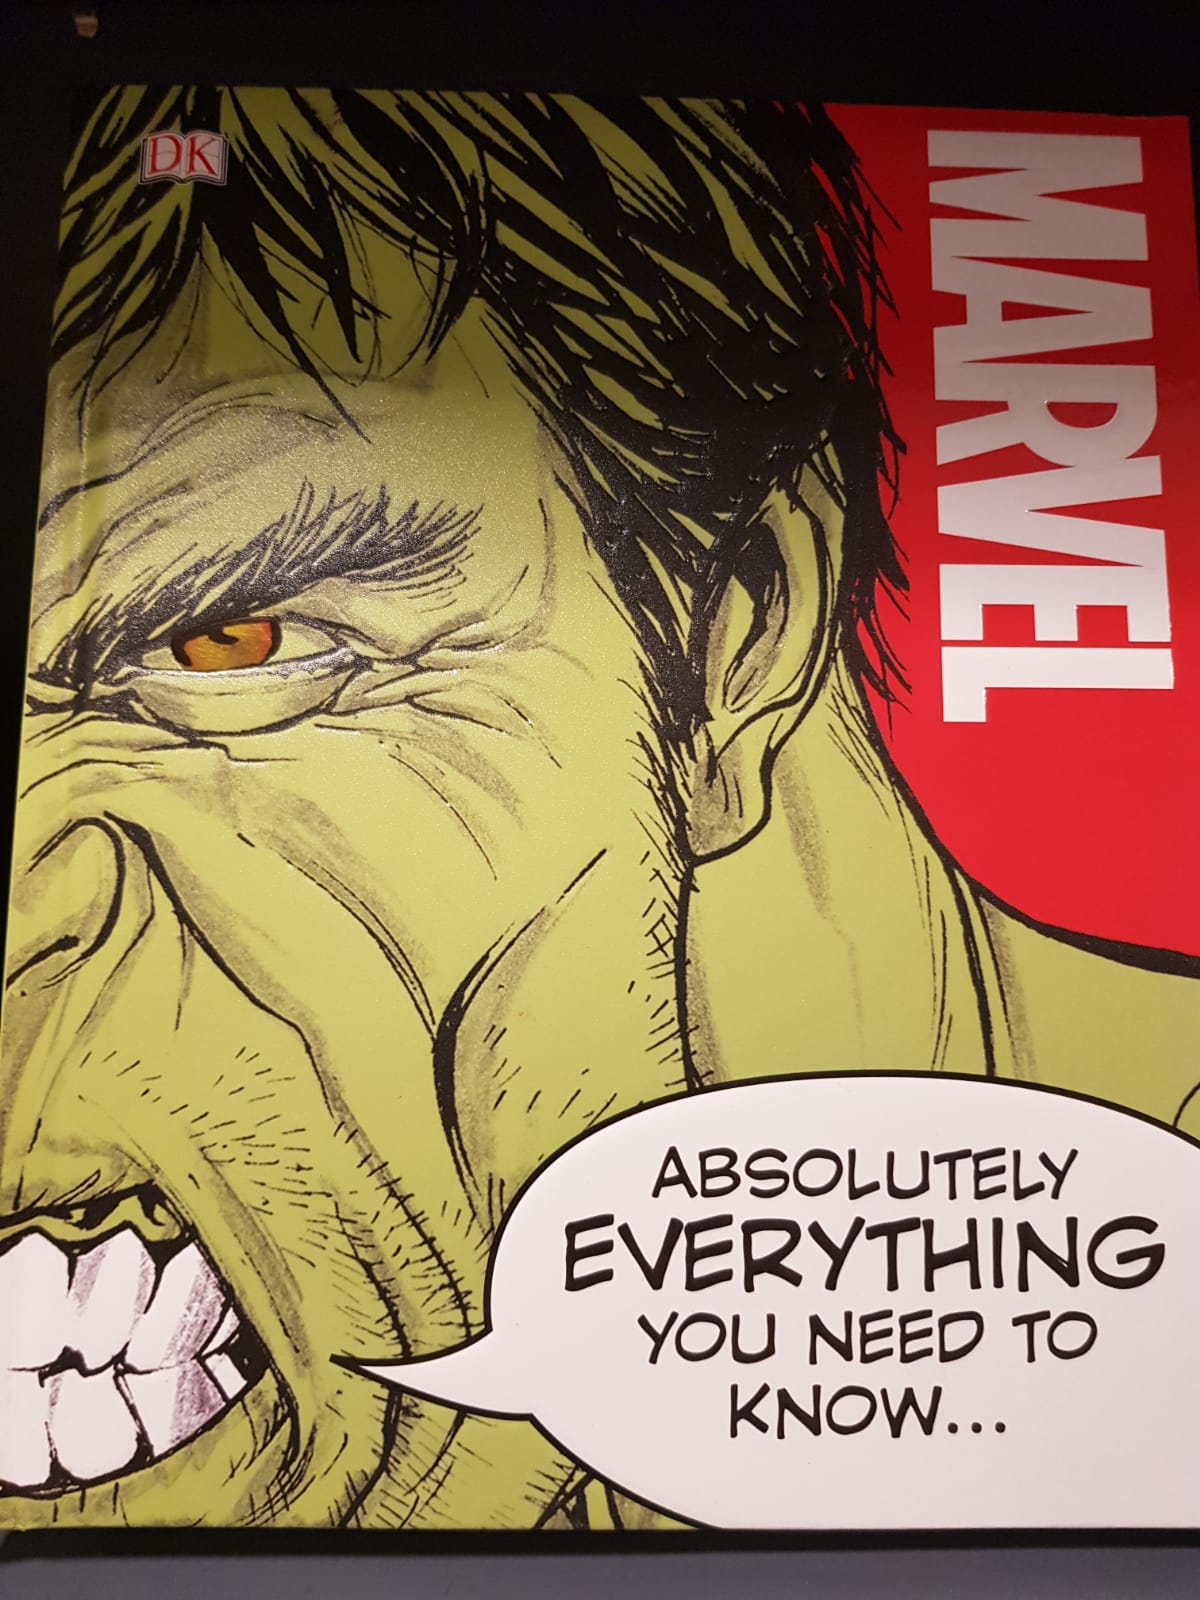 DK
MARVEL
ABSOLUTELY
EVERYTHING
YOU NEED TO
KNOW...